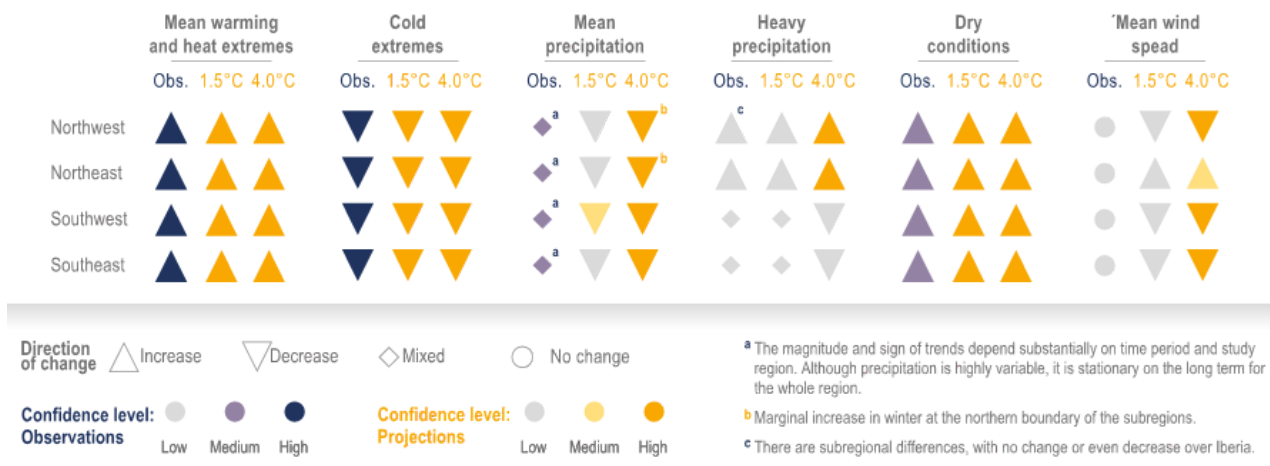 Mean warming
and heat extremes
Cold
extremes
Mean
precipitation
Heavy
precipitation
Dry
conditions
´Mean wind
spead
Obs. 1.5°C 4.0°C Obs. 1.5°C 4.0°C Obs. 1.5°C 4.0°C Obs. 1.5°C 4.0°C Obs. 1.5°C 4.0°C Obs. 1.5°C 4.0°C
Northwest a b c
Northeast a b
Southwest a
Southeast a
Direction
of change
Increase
Decrease
Mixed
No change
Confidence level:
Observations
Low Medium High
Confidence level:
Projections
Low Medium High
a The magnitude and sign of trends depend substantially on time period and study
region. Although precipitation is highly variable, it is stationary on the long term for
the whole region.
b Marginal increase in winter at the northern boundary of the subregions.
c There are subregional differences, with no change or even decrease over Iberia.